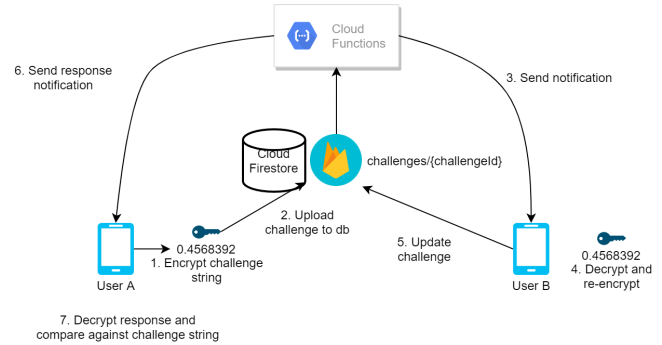 Cloud
Functions
6. Send response
notification
3. Send notification
Cloud
Firestore
challenges/{challengeId}
2. Upload
challenge to db
0.4568392
1. Encrypt challenge
string
5. Update
challenge
0.4568392
4. Decrypt and
re-encrypt
User A
User B
7. Decrypt response and
compare against challenge string